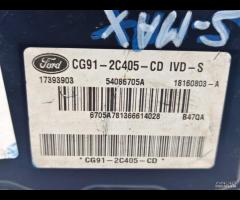 S-MAX
Ford CG91-2C405-CD IVD-S
17393903 54086705A 18160803-A
6705A781366614028 B47QA
*CG91-2C405-CD*